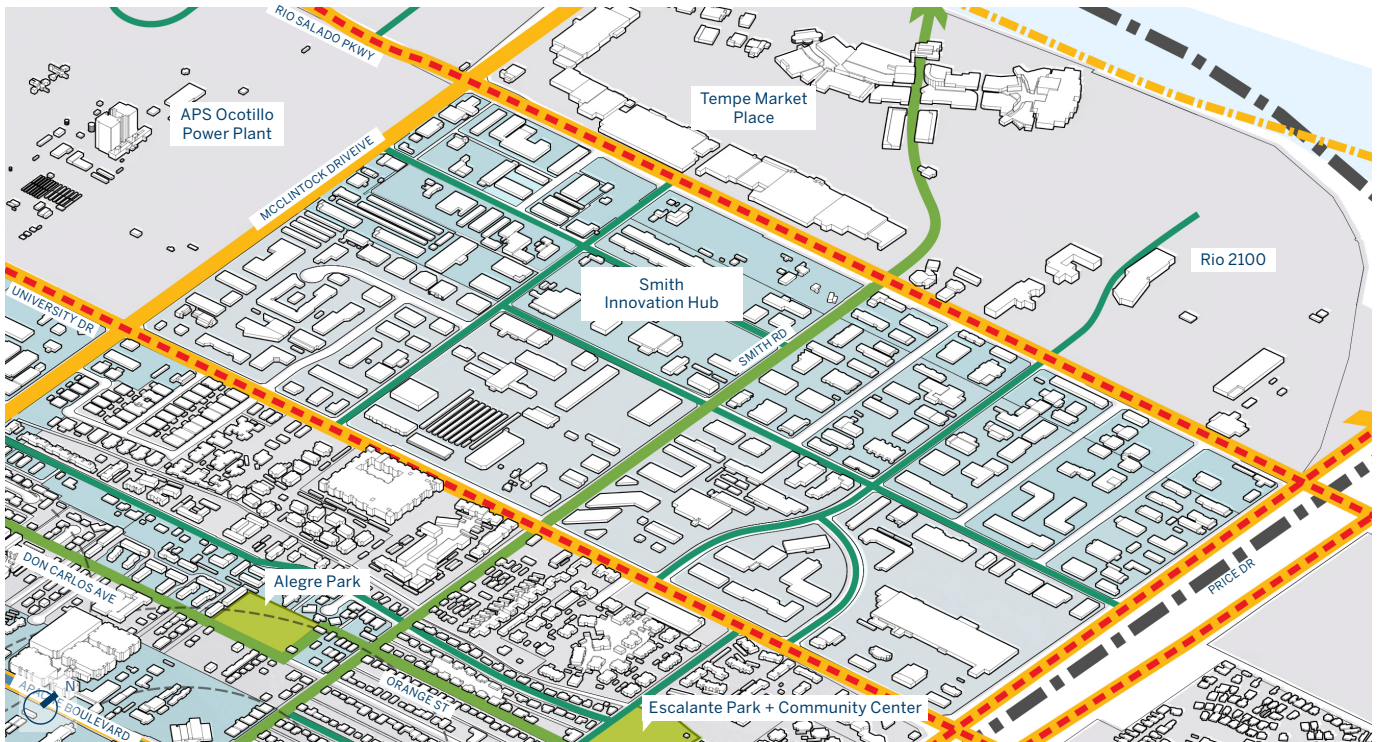 RIO SALADO PKWY
APS Ocotillo
Power Plant
Tempe Market
Place
MCCLINTOCK DRIVEIVE
Rio 2100
Smith
Innovation Hub
UNIVERSITY DR
SMITH RD
DON CARLOS AVE
Alegre Park
PRICE DR
ORANGE ST
N
Escalante Park + Community Center
BOULEVARD